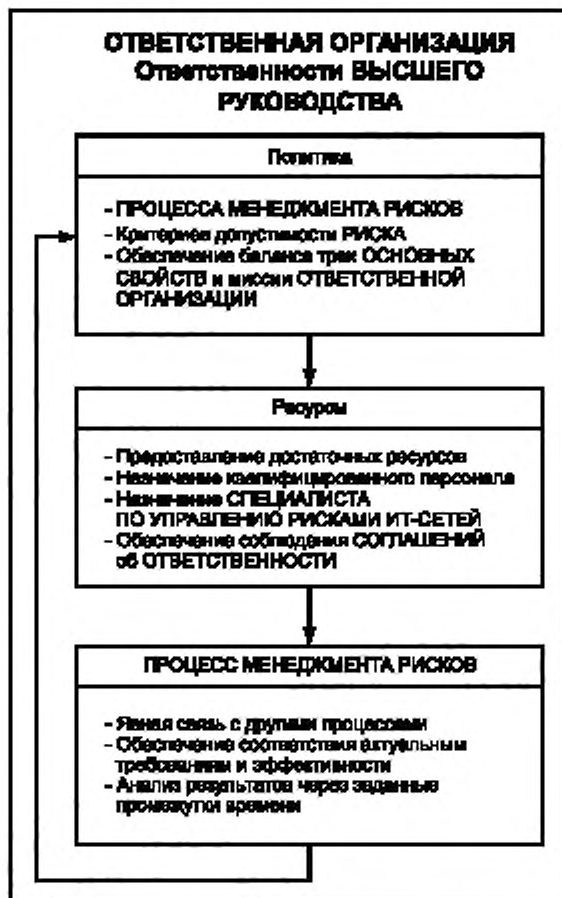 ОТВЕТСТВЕННАЯ ОРГАНИЗАЦИЯ
Ответственности ВЫСШЕГО
РУКОВОДСТВА
Политика
- ПРОЦЕССА МЕНЕДЖМЕНТА РИСКОВ
- Критериев допустимости РИСКА
- Обеспечение баланса трех ОСНОВНЫХ
СВОЙСТВ и миссии ОТВЕТСТВЕННОЙ
ОРГАНИЗАЦИИ
Ресурсы
- Предоставление достаточных ресурсов
- Назначение квалифицированного персонала
- Назначение СПЕЦИАЛИСТА
ПО УПРАВЛЕНИЮ РИСКАМИ ИТ-СЕТЕЙ
- Обеспечение соблюдения СОГЛАШЕНИЙ
об ОТВЕТСТВЕННОСТИ
ПРОЦЕСС МЕНЕДЖМЕНТА РИСКОВ
- Явная связь с другими процессами
- Обеспечение соответствия актуальным
требованиям и эффективности
- Анализ результатов через заданные
промежутки времени